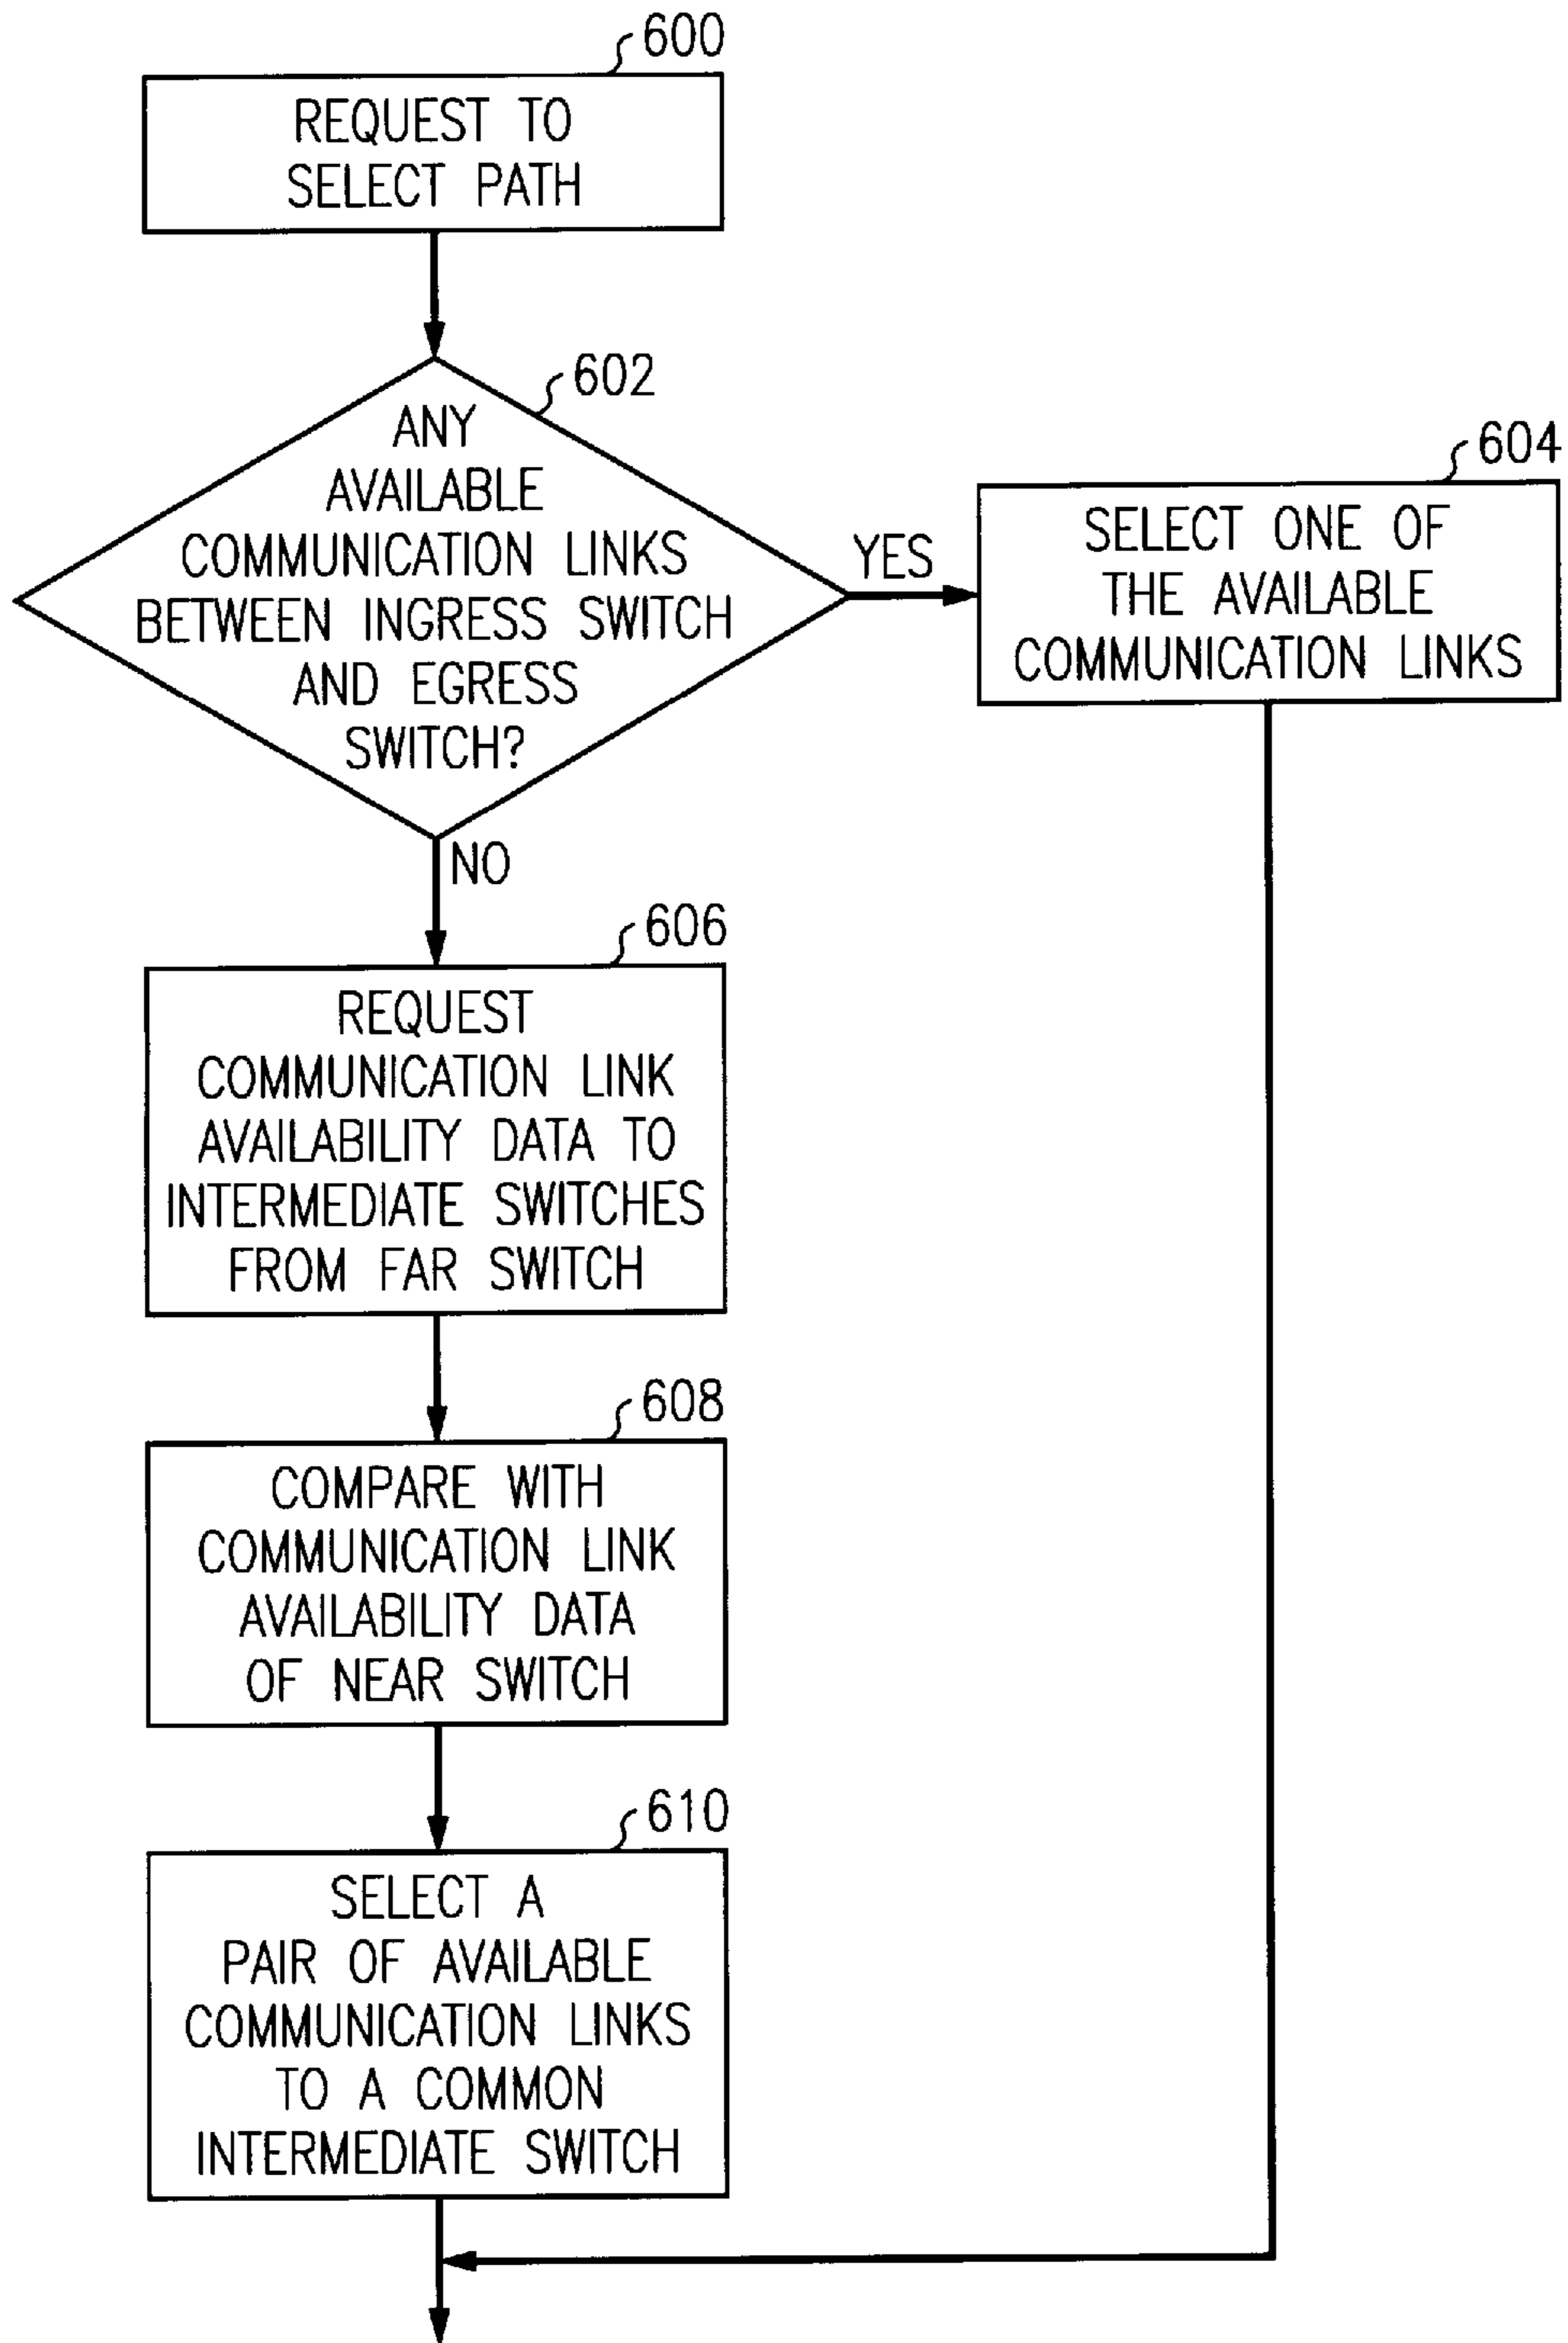 600
REQUEST TO
SELECT PATH
602
ANY
AVAILABLE
COMMUNICATION LINKS
BETWEEN INGRESS SWITCH
AND EGRESS
SWITCH?
YES
604
SELECT ONE OF
THE AVAILABLE
COMMUNICATION LINKS
NO
606
REQUEST
COMMUNICATION LINK
AVAILABILITY DATA TO
INTERMEDIATE SWITCHES
FROM FAR SWITCH
608
COMPARE WITH
COMMUNICATION LINK
AVAILABILITY DATA
OF NEAR SWITCH
610
SELECT A
PAIR OF AVAILABLE
COMMUNICATION LINKS
TO A COMMON
INTERMEDIATE SWITCH